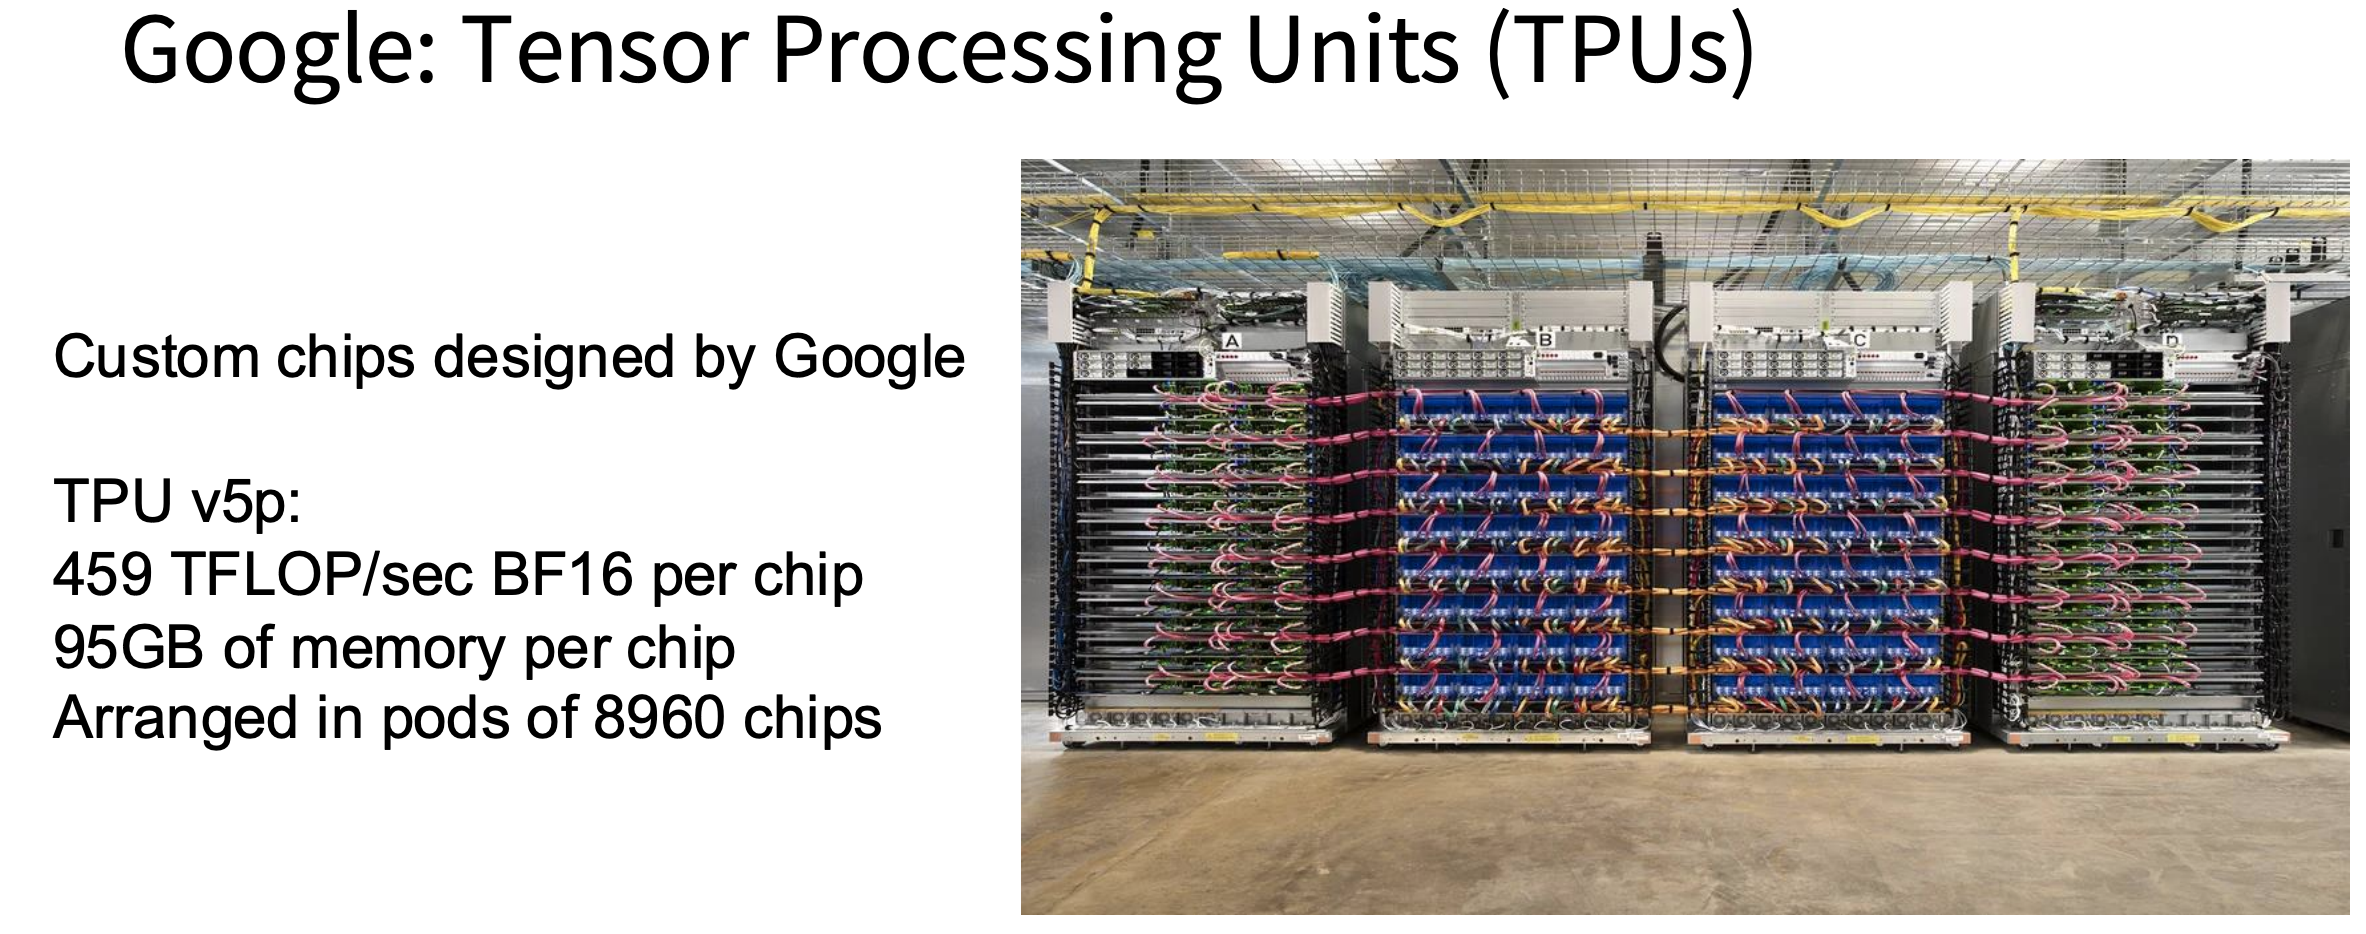 Google: Tensor Processing Units (TPUs)
Custom chips designed by Google
TPU v5p:
459 TFLOP/sec BF16 per chip
95GB of memory per chip
Arranged in pods of 8960 chips
A
B
C
D